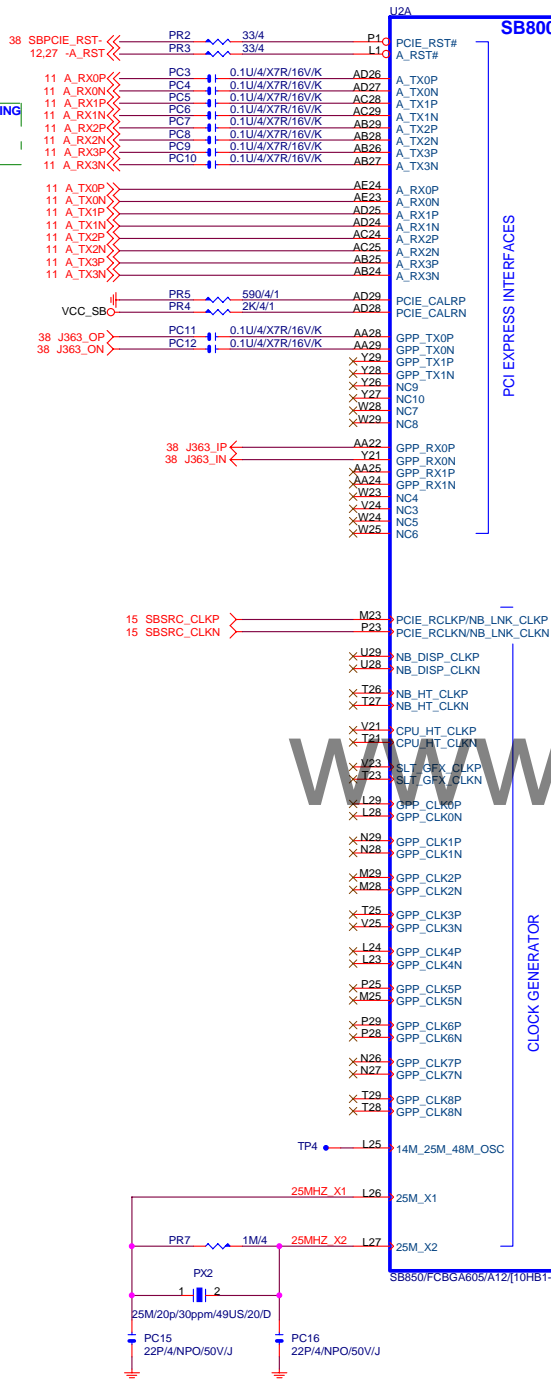 U2A
SB800
38 SBPCIE_RST- PR2 33/4 P1 PCIE_RST#
12,27 -A_RST PR3 33/4 L1 A_RST#
11 A_RX0P PC3 0.1U/4/X7R/16V/K AD26 A_TX0P
11 A_RX0N PC4 0.1U/4/X7R/16V/K AD27 A_TX0N
11 A_RX1P PC5 0.1U/4/X7R/16V/K AC28 A_TX1P
ING
11 A_RX1N PC6 0.1U/4/X7R/16V/K AC29 A_TX1N
11 A_RX2P PC7 0.1U/4/X7R/16V/K AB29 A_TX2P
11 A_RX2N PC8 0.1U/4/X7R/16V/K AB28 A_TX2N
11 A_RX3P PC9 0.1U/4/X7R/16V/K AB26 A_TX3P
11 A_RX3N PC10 0.1U/4/X7R/16V/K AB27 A_TX3N
11 A_TX0P AE24 A_RX0P
11 A_TX0N AE23 A_RX0N
11 A_TX1P AD25 A_RX1P
11 A_TX1N AD24 A_RX1N
11 A_TX2P AC24 A_RX2P
11 A_TX2N AC25 A_RX2N
11 A_TX3P AB25 A_RX3P
11 A_TX3N AB24 A_RX3N
PR5 590/4/1 AD29 PCIE_CALRP
VCC_SB PR4 2K/4/1 AD28 PCIE_CALRN
38 J363_OP PC11 0.1U/4/X7R/16V/K AA28 GPP_TX0P
38 J363_ON PC12 0.1U/4/X7R/16V/K AA29 GPP_TX0N
Y29 GPP_TX1P
Y28 GPP_TX1N
Y26 NC9
Y27 NC10
W28 NC7
W29 NC8
38 J363_IP AA22 GPP_RX0P
38 J363_IN Y21 GPP_RX0N
AA25 GPP_RX1P
AA24 GPP_RX1N
W23 NC4
V24 NC3
W24 NC5
W25 NC6
PCI EXPRESS INTERFACES
15 SBSRC_CLKP M23 PCIE_RCLKP/NB_LNK_CLKP
15 SBSRC_CLKN P23 PCIE_RCLKN/NB_LNK_CLKN
U29 NB_DISP_CLKP
U28 NB_DISP_CLKN
T26 NB_HT_CLKP
T27 NB_HT_CLKN
V21 CPU_HT_CLKP
T21 CPU_HT_CLKN
www
V23 SLT_GFX_CLKP
T23 SLT_GFX_CLKN
L29 GPP_CLK0P
L28 GPP_CLK0N
N29 GPP_CLK1P
N28 GPP_CLK1N
M29 GPP_CLK2P
M28 GPP_CLK2N
T25 GPP_CLK3P
V25 GPP_CLK3N
L24 GPP_CLK4P
L23 GPP_CLK4N
P25 GPP_CLK5P
M25 GPP_CLK5N
P29 GPP_CLK6P
P28 GPP_CLK6N
N26 GPP_CLK7P
N27 GPP_CLK7N
T29 GPP_CLK8P
T28 GPP_CLK8N
CLOCK GENERATOR
TP4 L25 14M_25M_48M_OSC
25MHZ_X1 L26 25M_X1
PR7 1M/4 25MHZ_X2 L27 25M_X2
PX2
1 2
SB850/FCBGA605/A12/[10HB1-
25M/20p/30ppm/49US/20/D
PC15 PC16
22P/4/NPO/50V/J 22P/4/NPO/50V/J